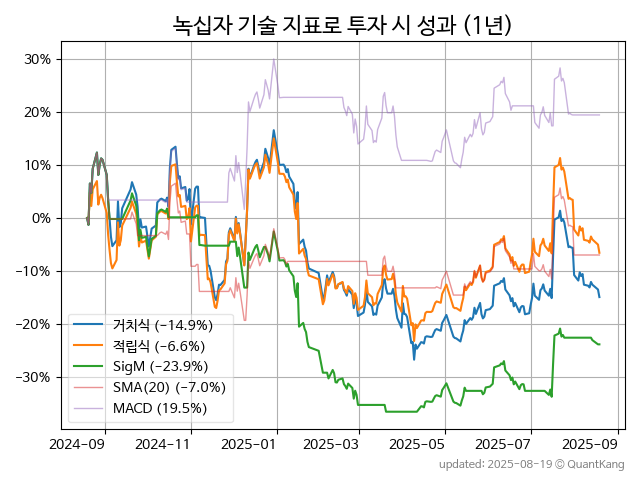 녹십자 기술 지표로 투자 시 성과 (1년)
30%
20%
10%
0%
−10%
−20%
−30%
거치식 (−14.9%)
적립식 (−6.6%)
SigM (−23.9%)
SMA(20) (−7.0%)
MACD (19.5%)
2024-09
2024-11
2025-01
2025-03
2025-05
2025-07
2025-09
updated: 2025-08-19 © QuantKang